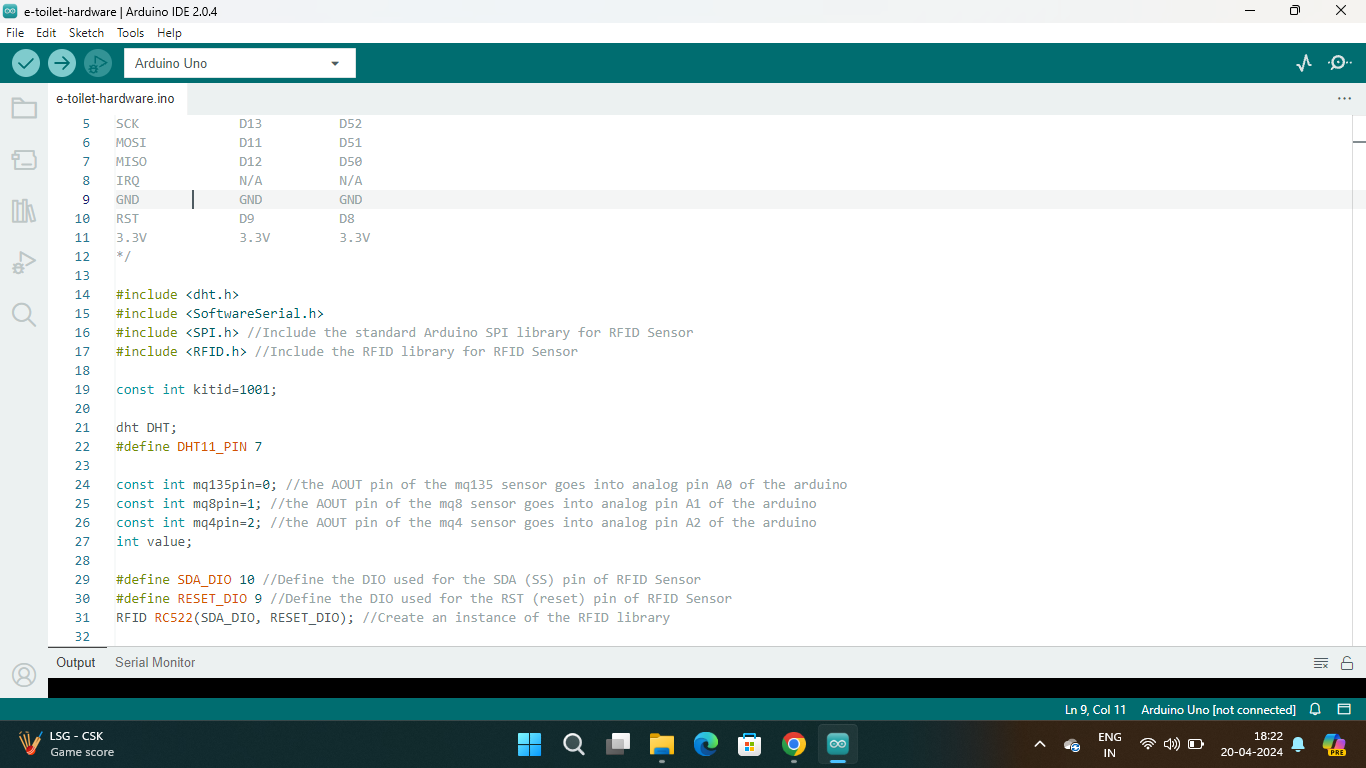 e-toilet-hardware | Arduino IDE 2.0.4
File Edit Sketch Tools Help
Arduino Uno
e-toilet-hardware.ino
5 SCK D13 D52
6 MOSI D11 D51
7 MISO D12 D50
8 IRQ N/A N/A
9 GND GND GND
10 RST D9 D8
11 3.3V 3.3V 3.3V
12 */
13
14 #include <dht.h>
15 #include <SoftwareSerial.h>
16 #include <SPI.h> //Include the standard Arduino SPI library for RFID Sensor
17 #include <RFID.h> //Include the RFID library for RFID Sensor
18
19 const int kitid=1001;
20
21 dht DHT;
22 #define DHT11_PIN 7
23
24 const int mq135pin=0; //the AOUT pin of the mq135 sensor goes into analog pin A0 of the arduino
25 const int mq8pin=1; //the AOUT pin of the mq8 sensor goes into analog pin A1 of the arduino
26 const int mq4pin=2; //the AOUT pin of the mq4 sensor goes into analog pin A2 of the arduino
27 int value;
28
29 #define SDA_DIO 10 //Define the DIO used for the SDA (SS) pin of RFID Sensor
30 #define RESET_DIO 9 //Define the DIO used for the RST (reset) pin of RFID Sensor
31 RFID RC522(SDA_DIO, RESET_DIO); //Create an instance of the RFID library
32
Output Serial Monitor
Ln 9, Col 11 Arduino Uno [not connected]
LSG - CSK
Game score
ENG
IN
18:22
20-04-2024
PRE